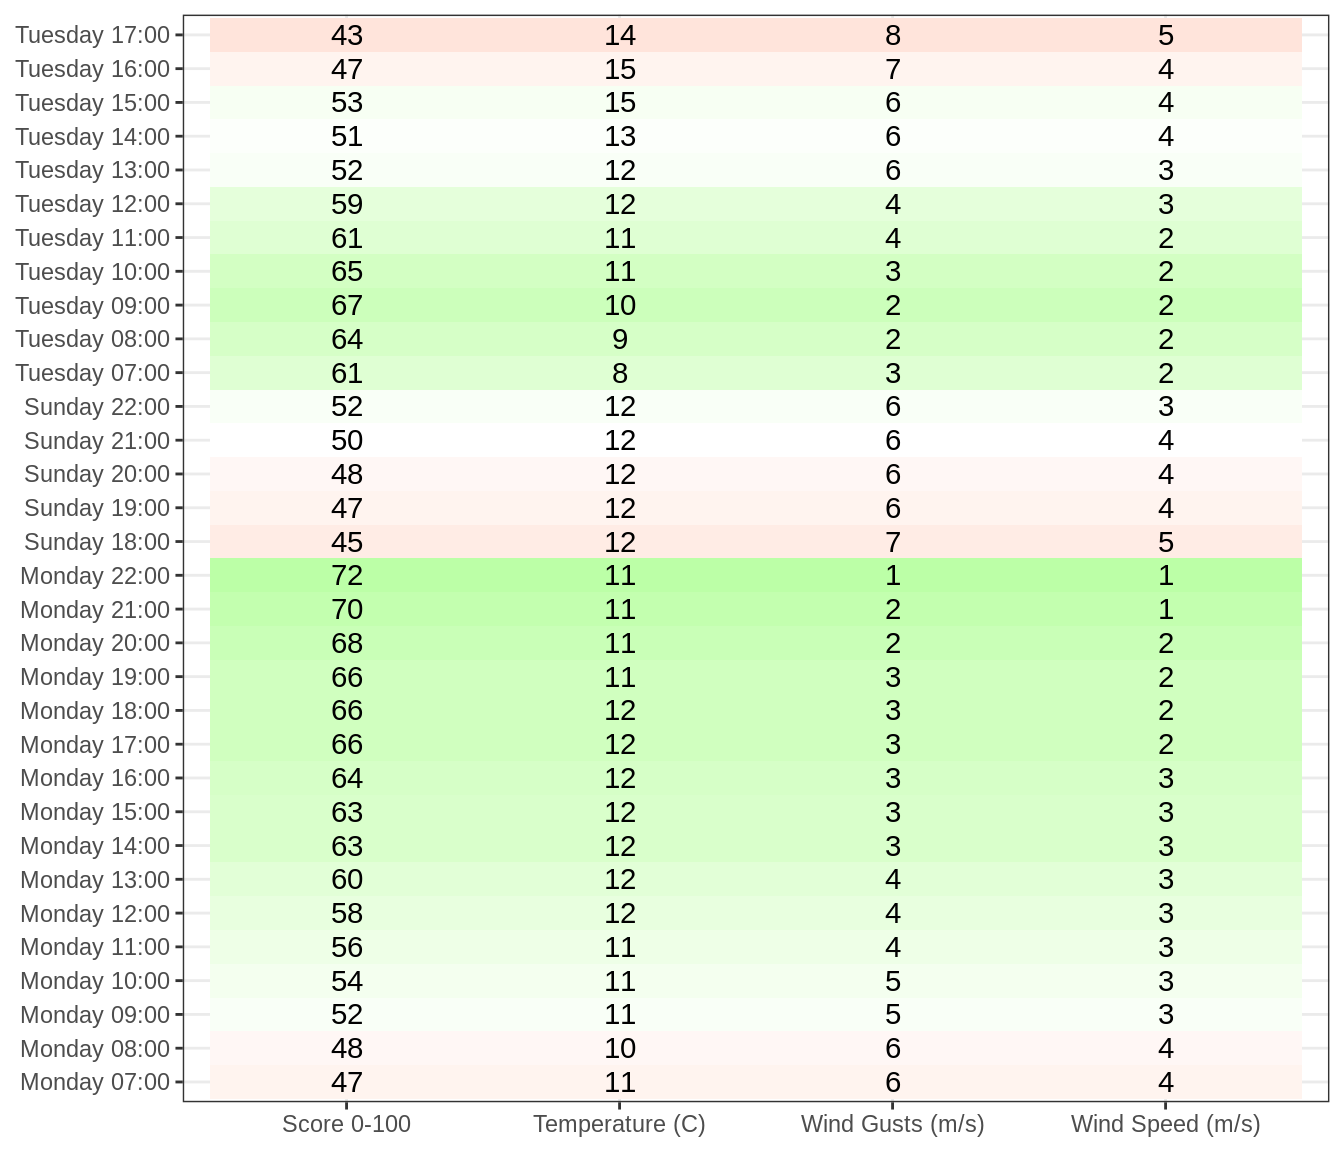 Tuesday 17:00 43 14 8 5
Tuesday 16:00 47 15 7 4
Tuesday 15:00 53 15 6 4
Tuesday 14:00 51 13 6 4
Tuesday 13:00 52 12 6 3
Tuesday 12:00 59 12 4 3
Tuesday 11:00 61 11 4 2
Tuesday 10:00 65 11 3 2
Tuesday 09:00 67 10 2 2
Tuesday 08:00 64 9 2 2
Tuesday 07:00 61 8 3 2
Sunday 22:00 52 12 6 3
Sunday 21:00 50 12 6 4
Sunday 20:00 48 12 6 4
Sunday 19:00 47 12 6 4
Sunday 18:00 45 12 7 5
Monday 22:00 72 11 1 1
Monday 21:00 70 11 2 1
Monday 20:00 68 11 2 2
Monday 19:00 66 11 3 2
Monday 18:00 66 12 3 2
Monday 17:00 66 12 3 2
Monday 16:00 64 12 3 3
Monday 15:00 63 12 3 3
Monday 14:00 63 12 3 3
Monday 13:00 60 12 4 3
Monday 12:00 58 12 4 3
Monday 11:00 56 11 4 3
Monday 10:00 54 11 5 3
Monday 09:00 52 11 5 3
Monday 08:00 48 10 6 4
Monday 07:00 47 11 6 4
Score 0-100 Temperature (C) Wind Gusts (m/s) Wind Speed (m/s)